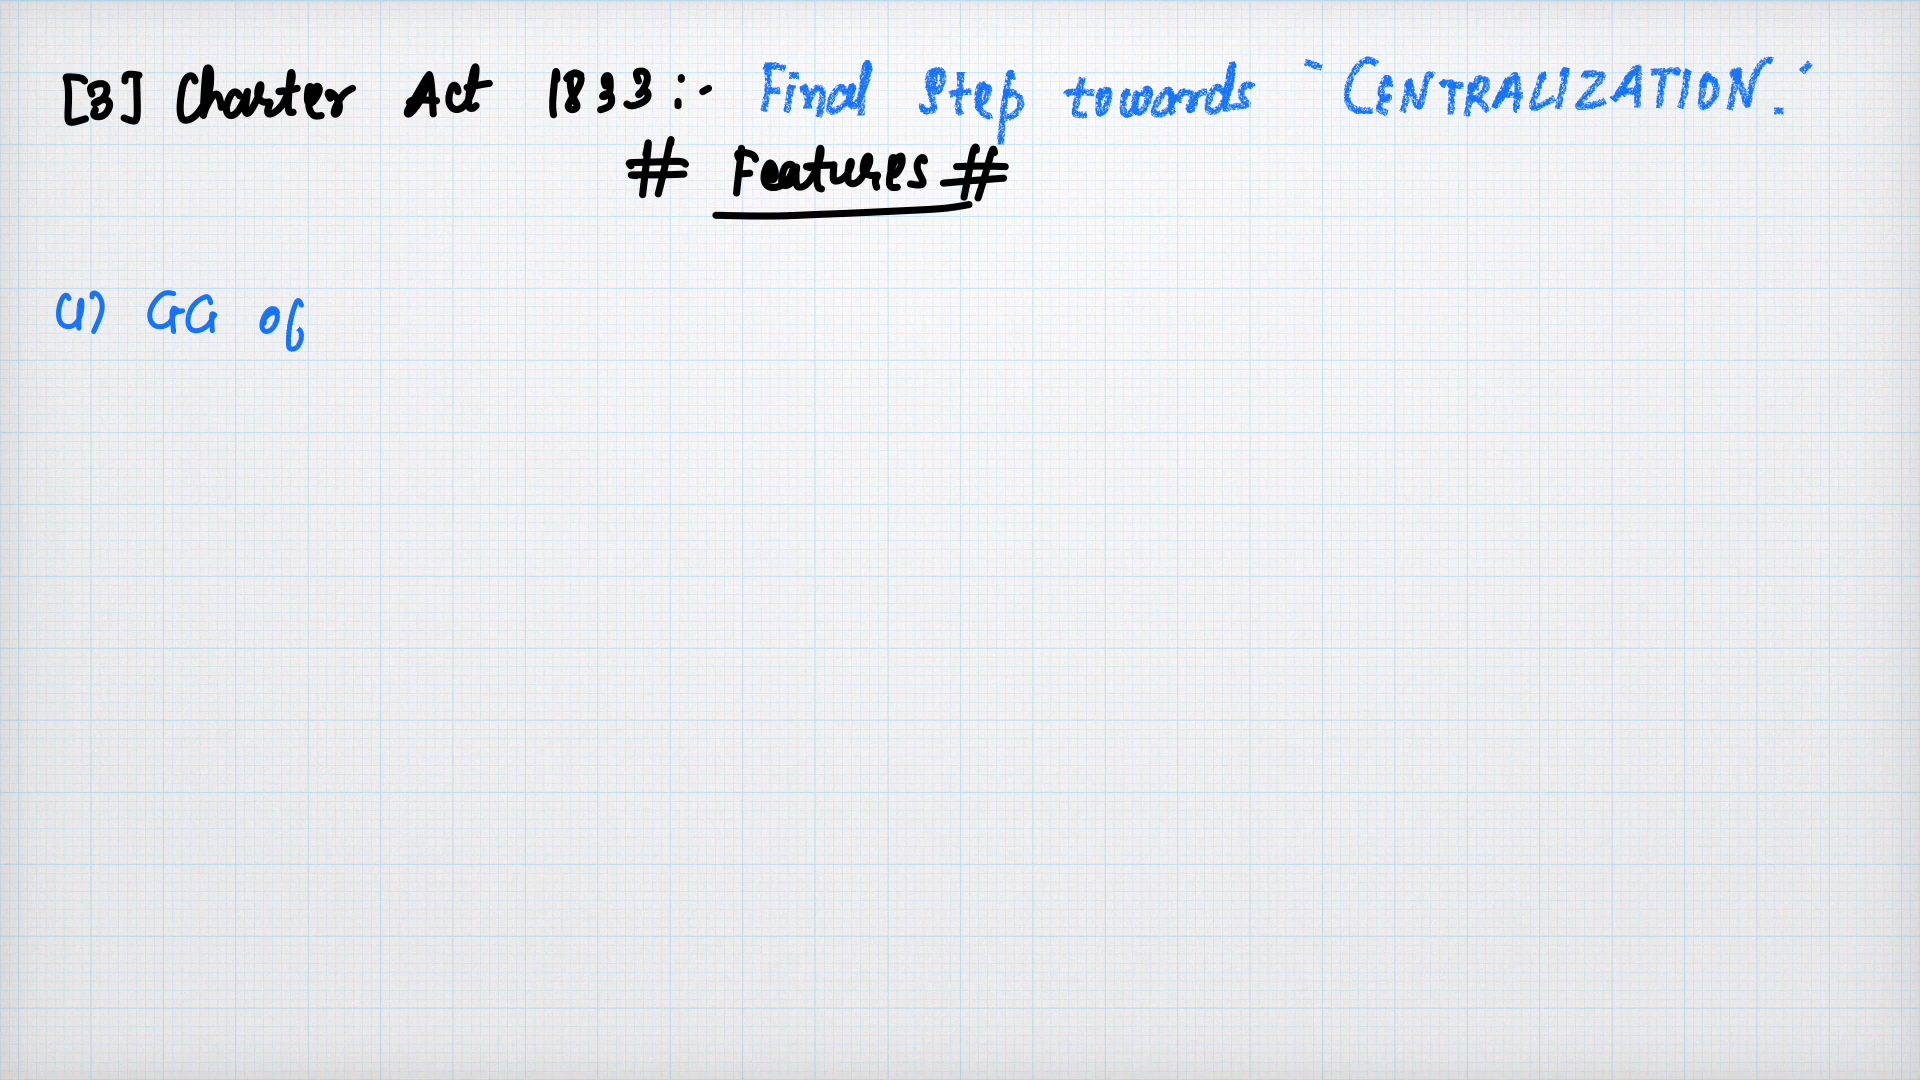 [3] Charter Act 1833:- Final Step towards `CENTRALIZATION.'
# Features #
(1) GG of